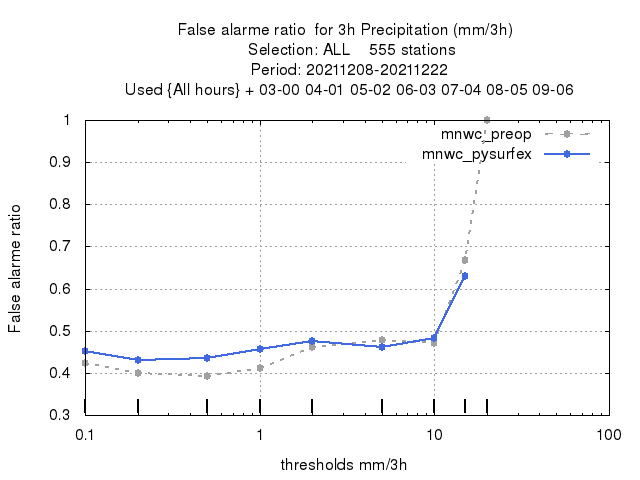 False alarme ratio  for 3h Precipitation (mm/3h)
Selection: ALL    555 stations
Period: 20211208-20211222
Used {All hours} + 03-00 04-01  05-02  06-03 07-04 08-05 09-06
mnwc_preop
mnwc_pysurfex
False alarme ratio
1
0.9
0.8
0.7
0.6
0.5
0.4
0.3
0.1 1 10 100
thresholds mm/3h